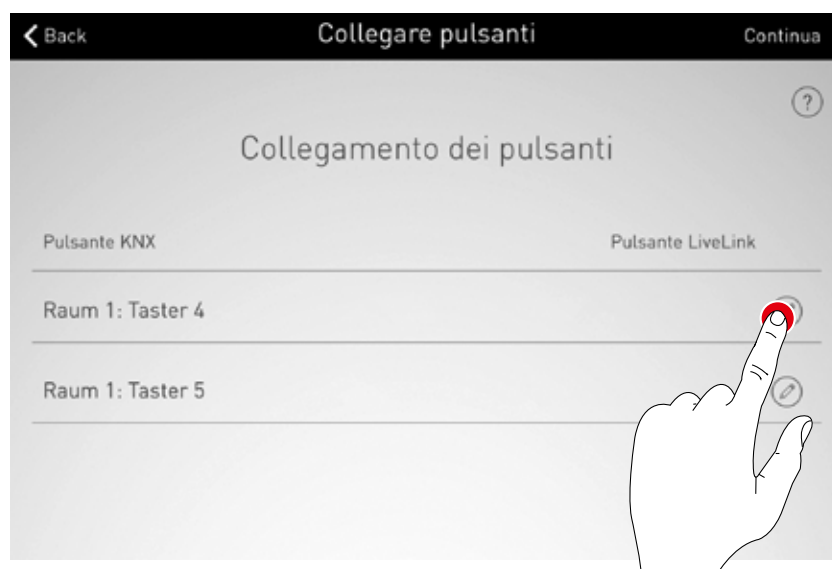 Back Collegare pulsanti Continua
?
Collegamento dei pulsanti
Pulsante KNX Pulsante LiveLink
Raum 1: Taster 4
Raum 1: Taster 5